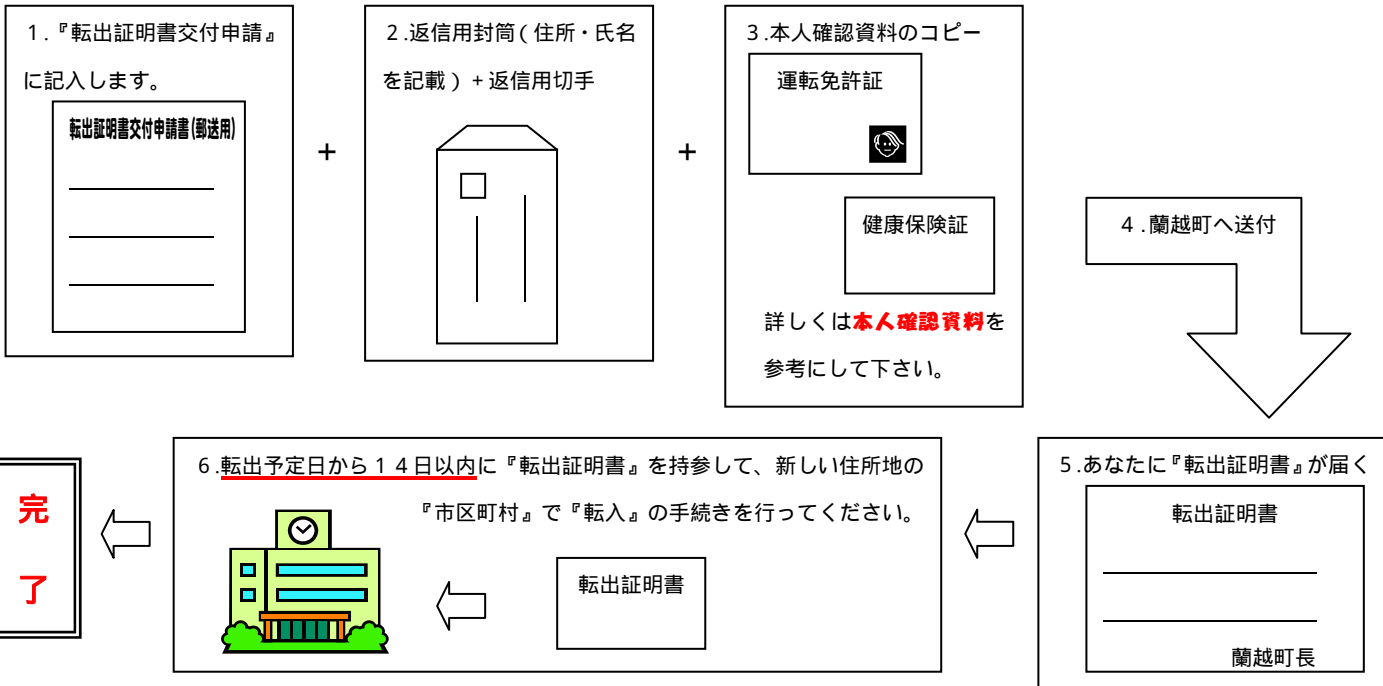 1.『転出証明書交付申請』
に記入します。
転出証明書交付申請書(郵送用)
+
2.返信用封筒(住所・氏名
を記載)+返信用切手
+
3.本人確認資料のコピー
運転免許証
健康保険証
詳しくは本人確認資料を
参考にして下さい。
4.蘭越町へ送付
5.あなたに『転出証明書』が届く
転出証明書
蘭越町長
6.転出予定日から14日以内に『転出証明書』を持参して、新しい住所地の
『市区町村』で『転入』の手続きを行ってください。
転出証明書
完
了